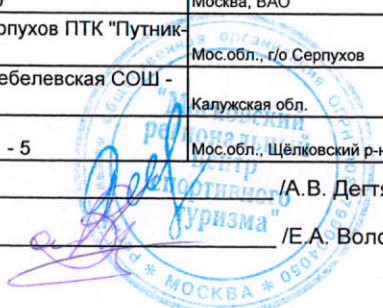 Москва, ВАО
рпухов ПТК "Путник- Мос.обл., г/о Серпухов
ебелевская СОШ - Калужская обл.
- 5 Мос.обл., Щёлковский р-н
/А.В. Дегтя
/Е.А. Воло
"Московский
региональный
центр
спортивного
туризма"
* МОСКВА *